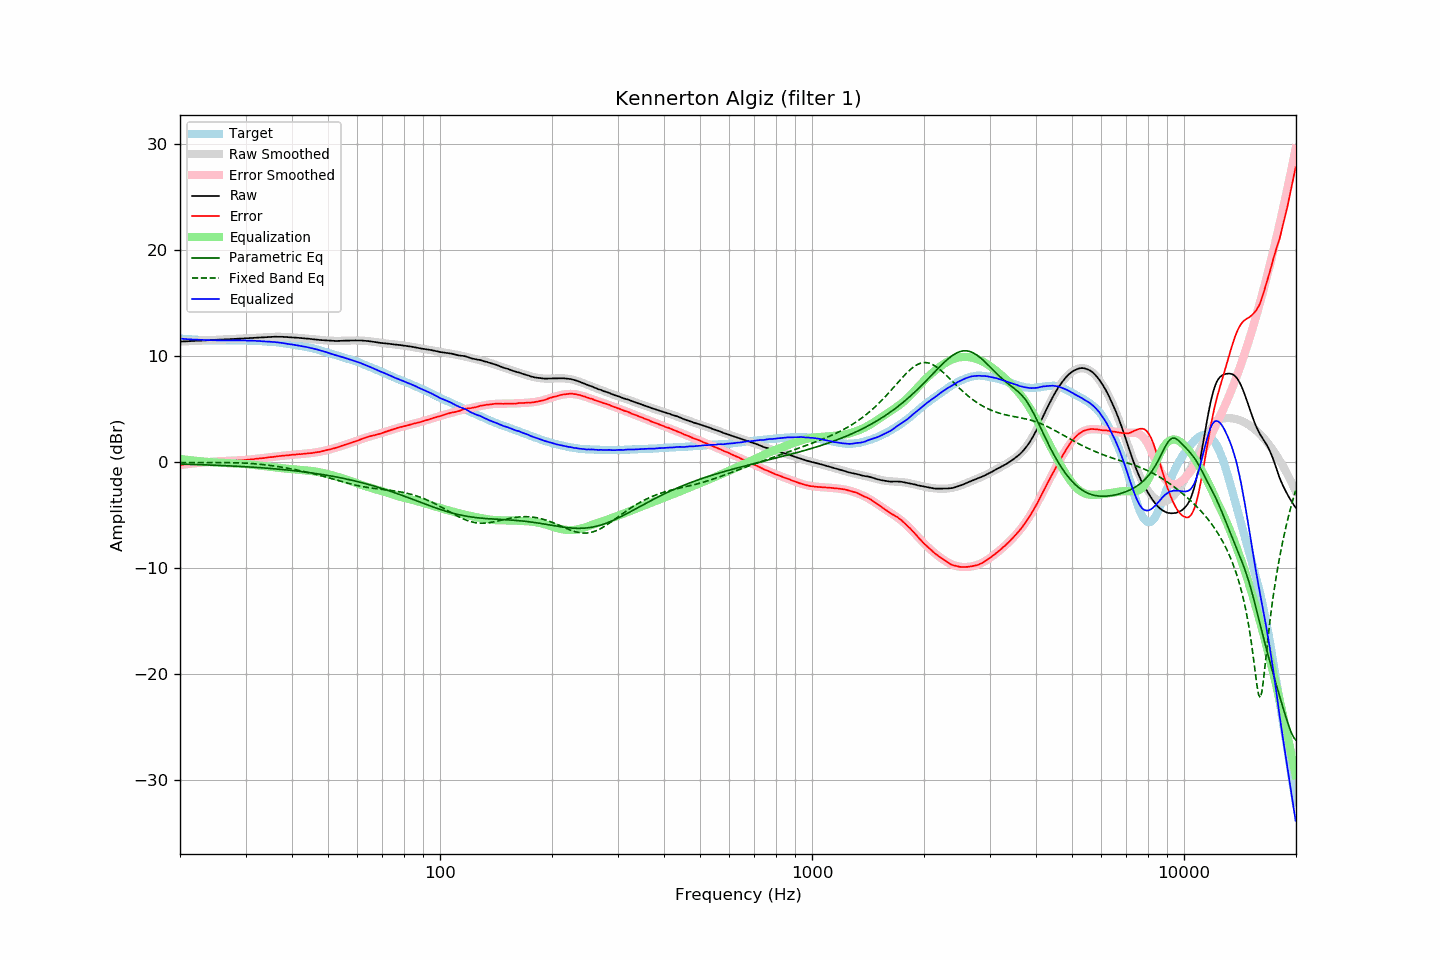 Kennerton Algiz (filter 1)
30
20
10
0
−10
−20
−30
Amplitude (dBr)
Target
Raw Smoothed
Error Smoothed
Raw
Error
Equalization
Parametric Eq
Fixed Band Eq
Equalized
100
1000
10000
Frequency (Hz)